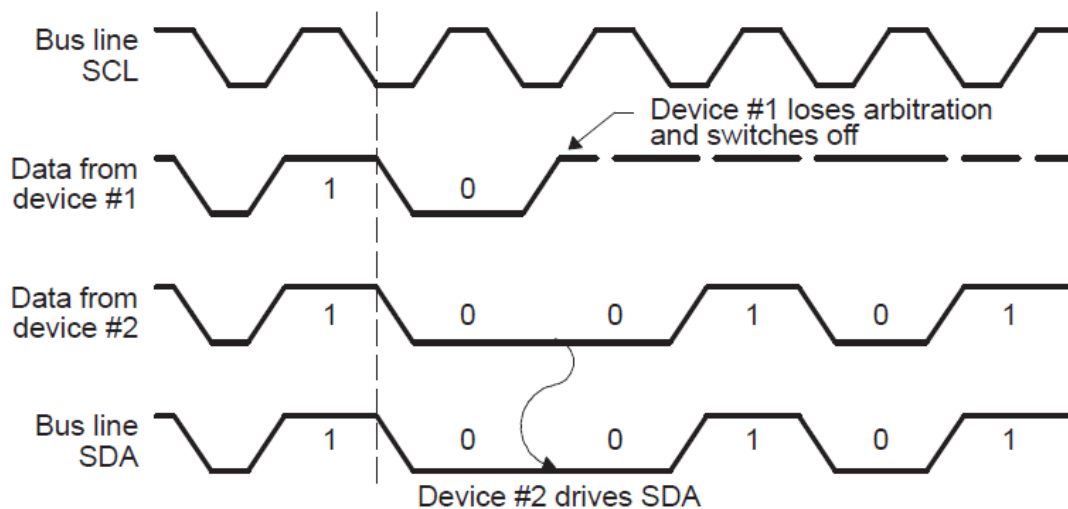 Bus line
SCL
Device #1 loses arbitration
and switches off
Data from
device #1
1 0
Data from
device #2
1 0 0 1 0 1
Bus line
SDA
1 0 0 1 0 1
Device #2 drives SDA